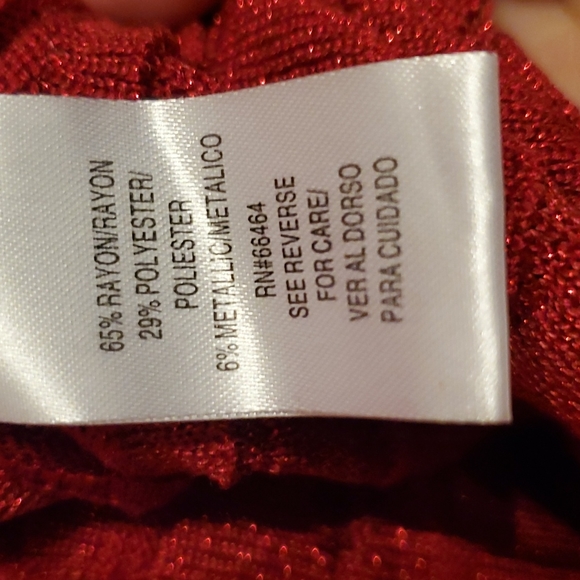 65% RAYON/RAYON
29% POLYESTER/
POLIESTER
6% METALLIC/METALICO
RN#66464
SEE REVERSE
FOR CARE/
VER AL DORSO
PARA CUIDADO